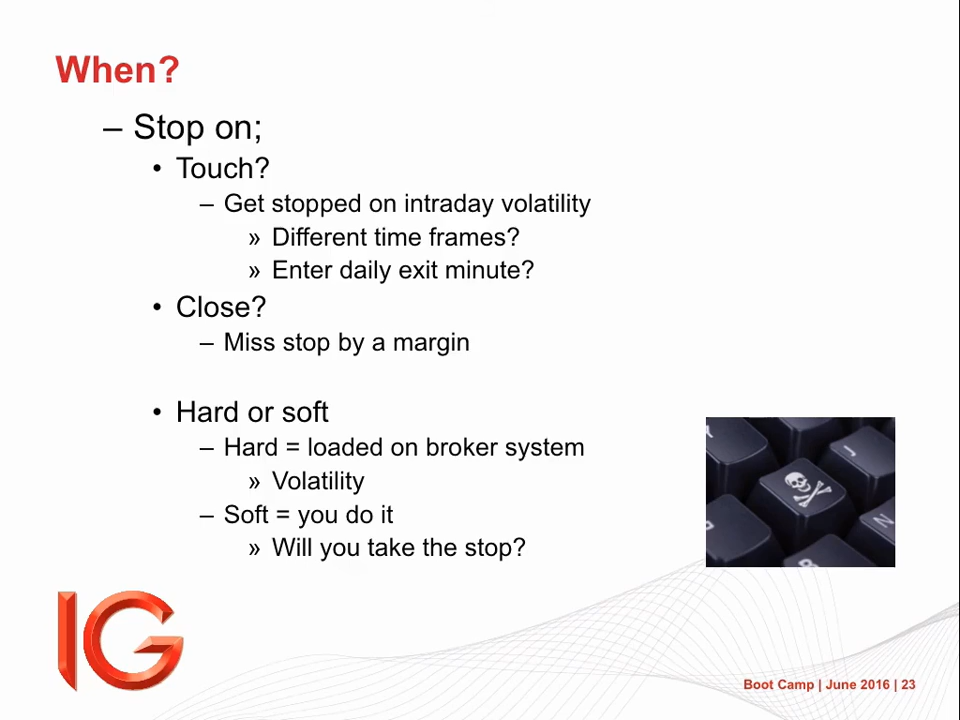 When?
– Stop on;
• Touch?
– Get stopped on intraday volatility
» Different time frames?
» Enter daily exit minute?
• Close?
– Miss stop by a margin
• Hard or soft
– Hard = loaded on broker system
» Volatility
– Soft = you do it
» Will you take the stop?
IG
Boot Camp | June 2016 | 23